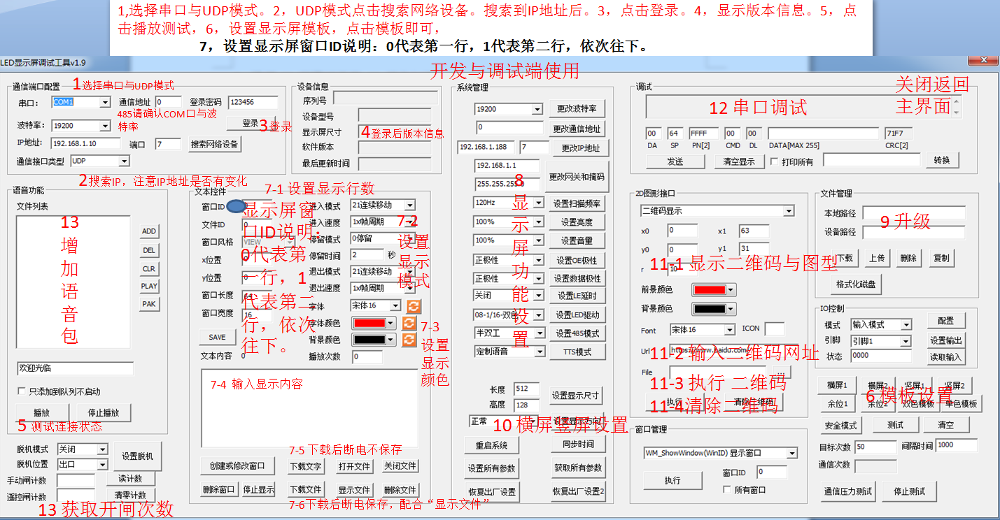 1,选择串口与UDP模式。2，UDP模式点击搜索网络设备。搜索到IP地址后。3，点击登录。4，显示版本信息。5，点
击播放测试，6，设置显示屏模板，点击模板即可，
7，设置显示屏窗口ID说明：0代表第一行，1代表第二行，依次往下。
LED显示屏调试工具v1.9
开发与调试端使用
通信端口配置
1选择串口与UDP模式
串口：
COM1
通信地址
0
登录密码
123456
485请确认COM口与波
特率
波特率：
19200
登录
3登录
IP地址:
192.168.1.10
端口
7
搜索网络设备
通信接口类型
UDP
2搜索IP，注意IP地址是否有变化
设备信息
序列号
设备型号
显示屏尺寸
4登录后版本信息
软件版本
最后更新时间
系统管理
19200
更改波特率
0
更改通信地址
192.168.1.188
7
更改IP地址
192.168.1.1
255.255.255.0
更改网关和掩码
120Hz
设置扫描频率
100%
设置亮度
100%
设置音量
正极性
设置OE极性
正极性
设置数据极性
关闭
设置LE延时
08-1/16-双色
设置LED驱动
半双工
设置485模式
定制语音
TTS模式
8
显
示
屏
功
能
设
置
长度
512
高度
128
设置显示尺寸
正常
设置显示方向
10 横屏竖屏设置
重启系统
同步时间
设置所有参数
获取所有参数
恢复出厂设置
恢复出厂设置2
调试
关闭返回
主界面
12 串口调试
00
64
FFFF
00
00
71F7
DA
SP
PN[2]
CMD
DL
DATA[MAX 255]
CRC[2]
发送
清空显示
打印所有
转换
语音功能
文件列表
13
增
加
语
音
包
ADD
DEL
CLR
PLAY
PAK
欢迎光临
只添加到队列不启动
播放
停止播放
5 测试连接状态
脱机模式
关闭
脱机位置
出口
设置脱机
手动闸计数
读计数
遥控闸计数
清零计数
13 获取开闸次数
文本控件
7-1 设置显示行数
窗口ID
显示屏窗
口ID说明：
0代表第
一行，1
代表第二
行，依次
往下。
文件ID
0
窗口风格
VIEW
x位置
0
y位置
0
窗口长度
64
窗口宽度
16
SAVE
文本内容
0
进入模式
21连续移动
进入速度
1x帧周期
停留模式
0停留
停留时间
2
秒
退出模式
21连续移动
退出速度
1x帧周期
字体
宋体16
字体颜色
背景颜色
播放次数
0
7-2
设置
显示
模式
7-3
设置
显示
颜色
7-4 输入显示内容
7-5 下载后断电不保存
创建或修改窗口
下载文字
打开文件
关闭文件
删除窗口
停止显示
下载文件
显示文件
删除文件
7-6下载后断电保存，配合“显示文件”
2D图形接口
二维码显示
x0
0
x1
63
y0
0
y1
31
r
10
11-1 显示二维码与图型
前景颜色
背景颜色
Font
宋体16
ICON
Url
https://www.baidu.com/
11-2 输入二维码网址
File
...
11-3 执行 二维码
执行
清除二维码
11-4清除二维码
窗口管理
WM_ShowWindow(WinID) 显示窗口
窗口ID
0
执行
所有窗口
文件管理
本地路径
设备路径
9 升级
下载
上传
删除
复制
格式化磁盘
IO控制
模式
输入模式
配置
引脚
引脚1
设置输出
状态
0000
读取输入
横屏1
横屏2
竖屏1
竖屏2
6 模板设置
余位1
余位2
双色模板
单色模板
安全模式
测试
清空
目标次数
50
间隔时间
1000
通信次数
通信压力测试
停止测试